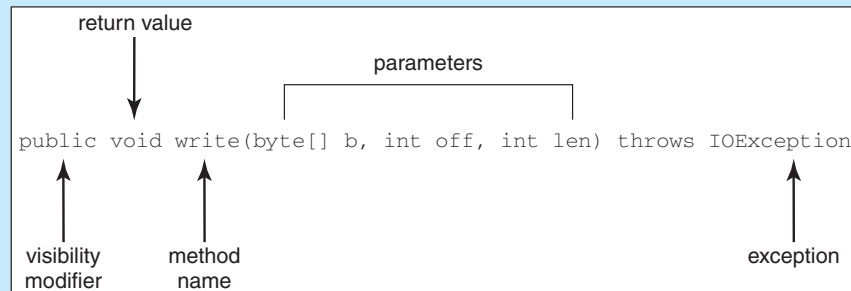 return value
parameters
public void write(byte[] b, int off, int len) throws IOException
visibility
modifier
method
name
exception